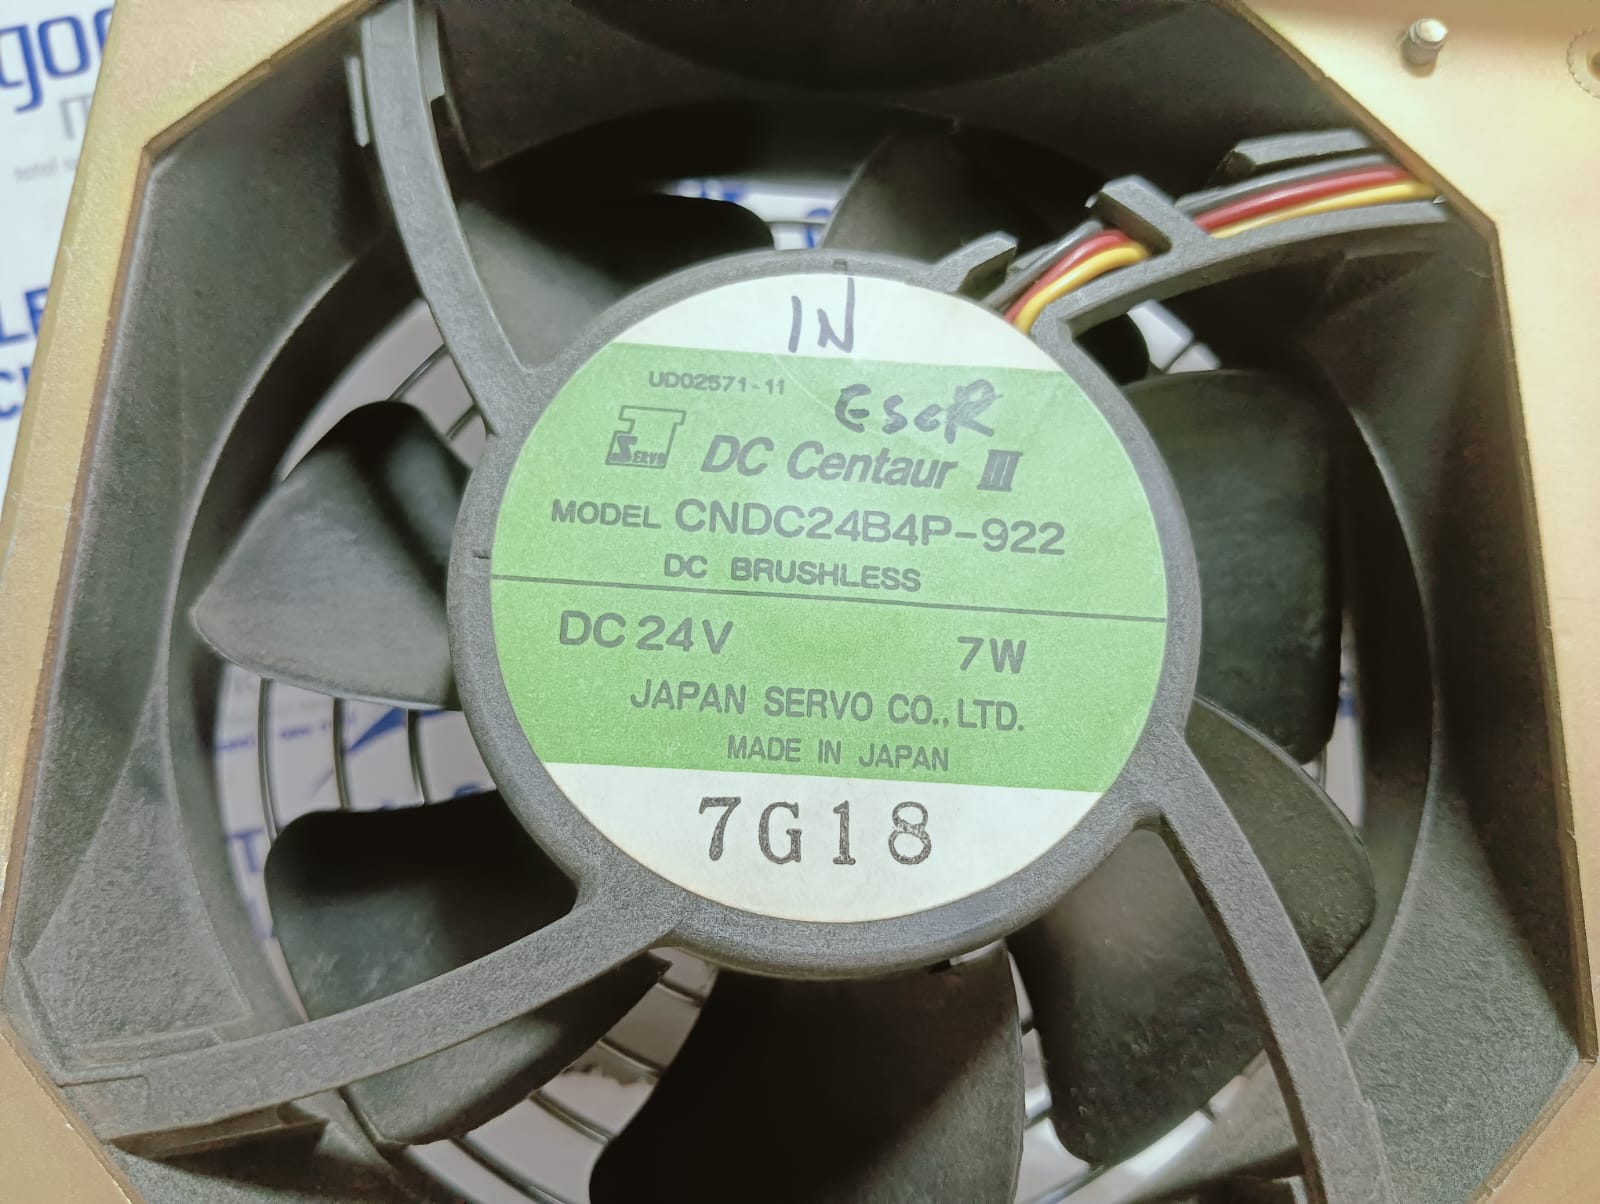 IN
UD02571-11
EsGR
J SERVO
DC Centaur III
MODEL CNDC24B4P-922
DC BRUSHLESS
DC 24V 7W
JAPAN SERVO CO., LTD.
MADE IN JAPAN
7G18